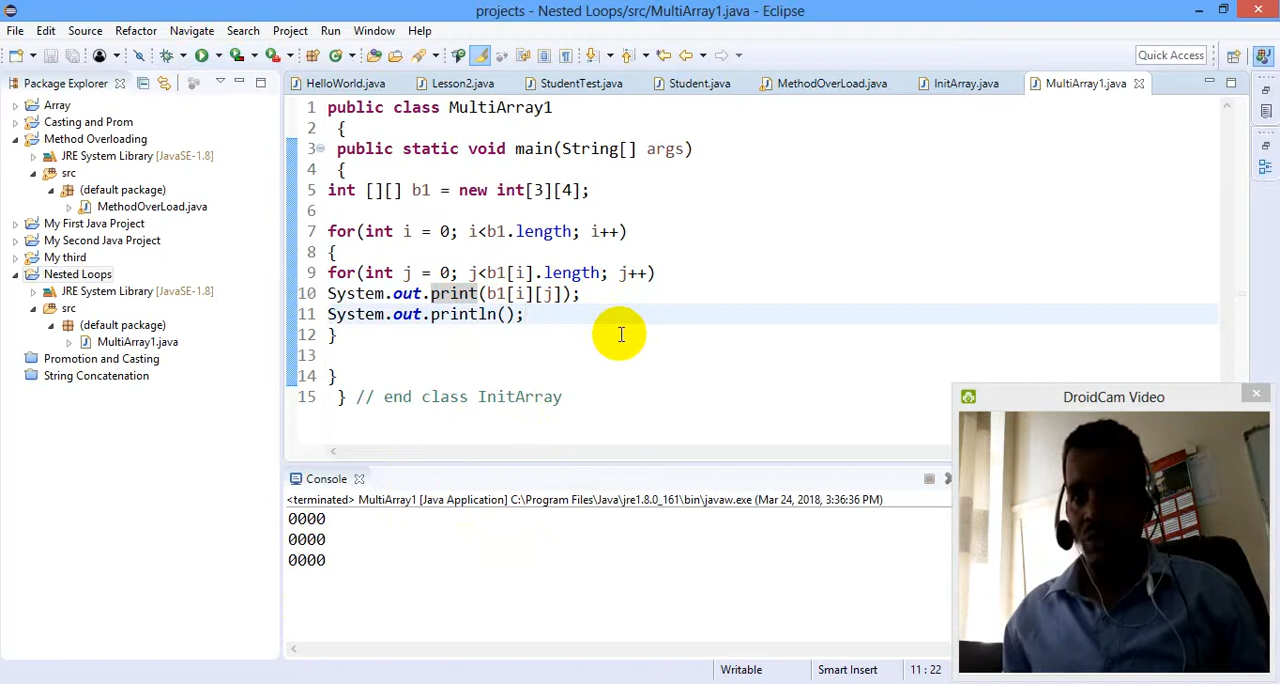 projects - Nested Loops/src/MultiArray1.java - Eclipse
File Edit Source Refactor Navigate Search Project Run Window Help
Quick Access
Package Explorer
HelloWorld.java Lesson2.java StudentTest.java Student.java MethodOverLoad.java InitArray.java MultiArray1.java
Array
Casting and Prom
Method Overloading
JRE System Library [JavaSE-1.8]
src
(default package)
MethodOverLoad.java
My First Java Project
My Second Java Project
My third
Nested Loops
JRE System Library [JavaSE-1.8]
src
(default package)
MultiArray1.java
Promotion and Casting
String Concatenation
1 public class MultiArray1
2 {
3 public static void main(String[] args)
4 {
5 int [][] b1 = new int[3][4];
6
7 for(int i = 0; i<b1.length; i++)
8 {
9 for(int j = 0; j<b1[i].length; j++)
10 System.out.print(b1[i][j]);
11 System.out.println();
12 }
13
14 }
15 } // end class InitArray
DroidCam Video
Console
<terminated> MultiArray1 [Java Application] C:\Program Files\Java\jre1.8.0_161\bin\javaw.exe (Mar 24, 2018, 3:36:36 PM)
0000
0000
0000
Writable Smart Insert 11 : 22